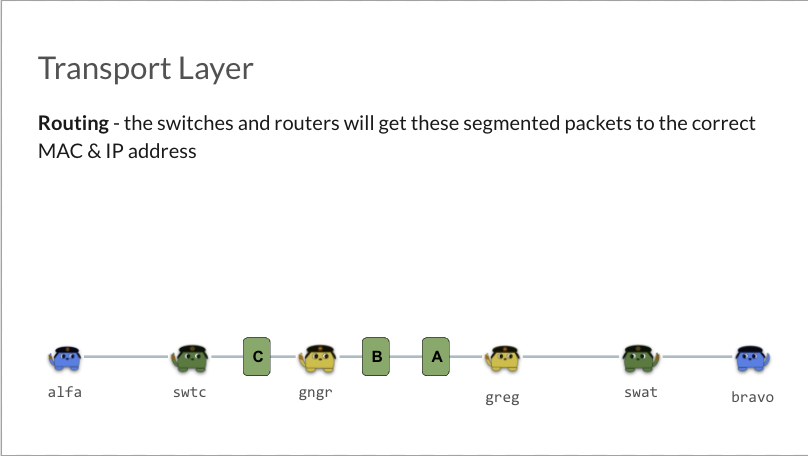 Transport Layer
Routing - the switches and routers will get these segmented packets to the correct
MAC & IP address
C B A
alfa swtc gngr greg swat bravo